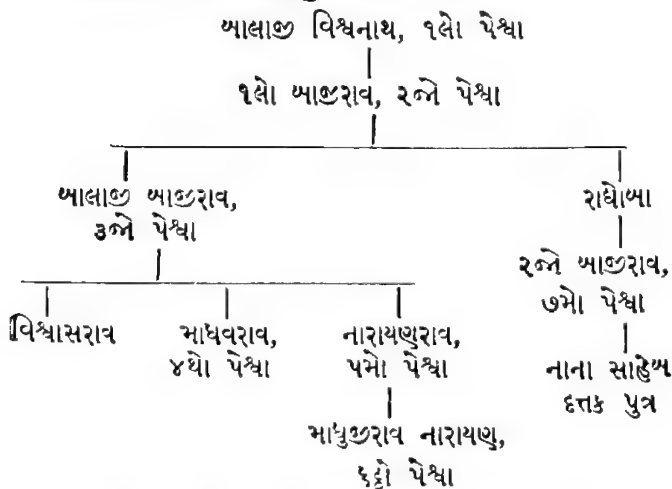 બાલાજી વિશ્વનાથ, ૧લો પેશ્વા
૧લો બાજીરાવ, ૨જો પેશ્વા
બાલાજી બાજીરાવ,
૩જો પેશ્વા
રાઘોબા
૨જો બાજીરાવ,
૭મો પેશ્વા
વિશ્વાસરાવ
માધવરાવ,
૪થો પેશ્વા
નારાયણરાવ,
૫મો પેશ્વા
નાના સાહેબ
દત્તક પુત્ર
માધુજીરાવ નારાયણ,
૬ઠ્ઠો પેશ્વા